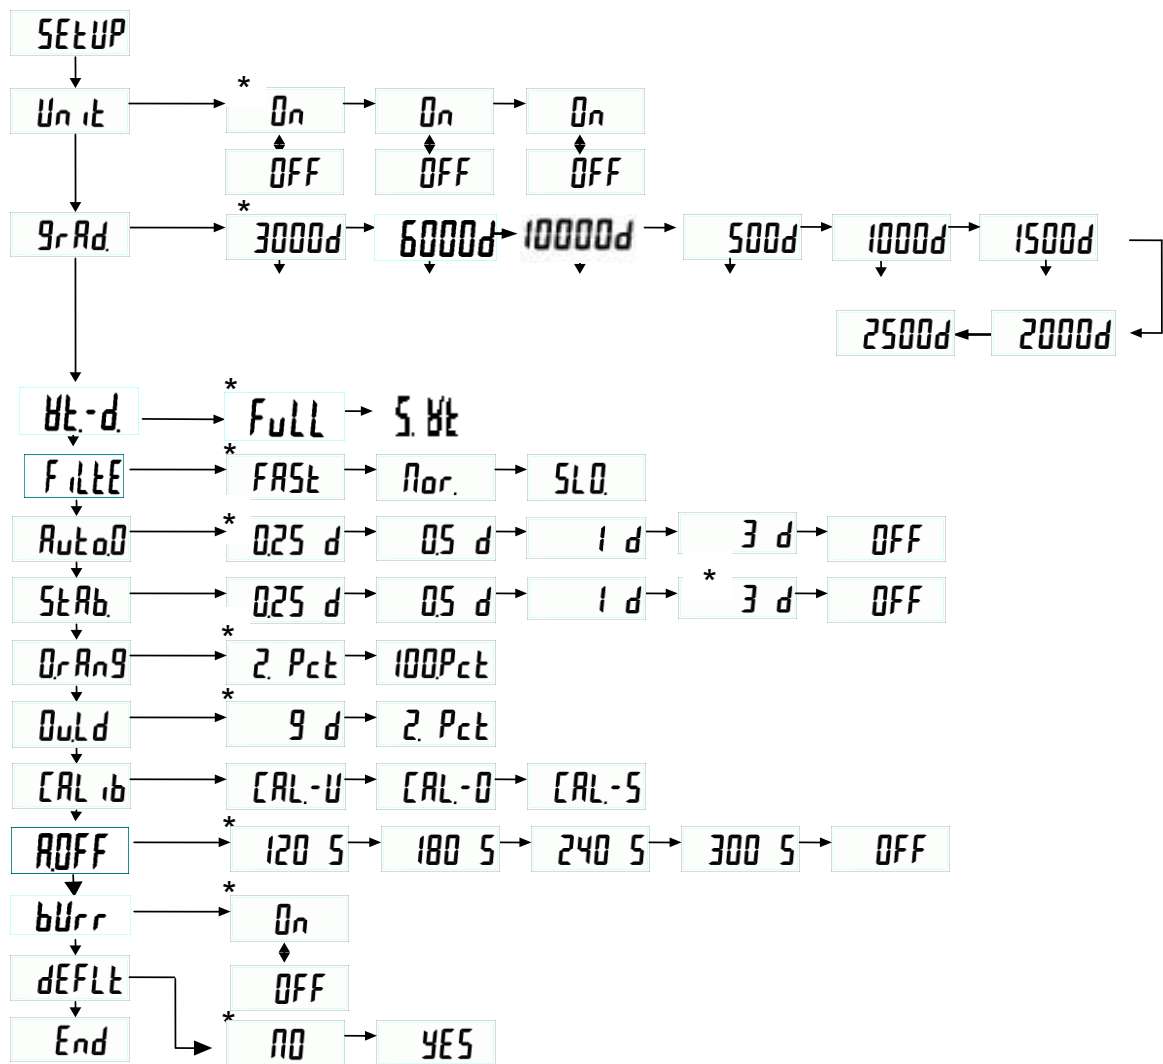 SEtUP
Unit * On On On
OFF OFF OFF
grAd. * 3000d 6000d 10000d 500d 1000d 1500d
2500d 2000d
Wt.-d. * FuLL S. Wt
FiLtE * FASt nor. SLO.
Auto.0 * 0.25 d 0.5 d 1 d 3 d OFF
StAb. 0.25 d 0.5 d 1 d * 3 d OFF
0.rAng * 2. Pct 100.Pct
Ou.Ld * 9 d 2. Pct
CALib CAL.-U CAL.-0 CAL.-S
A.OFF * 120 S 180 S 240 S 300 S OFF
bUrr * On
dEFLt OFF
End * NO YES